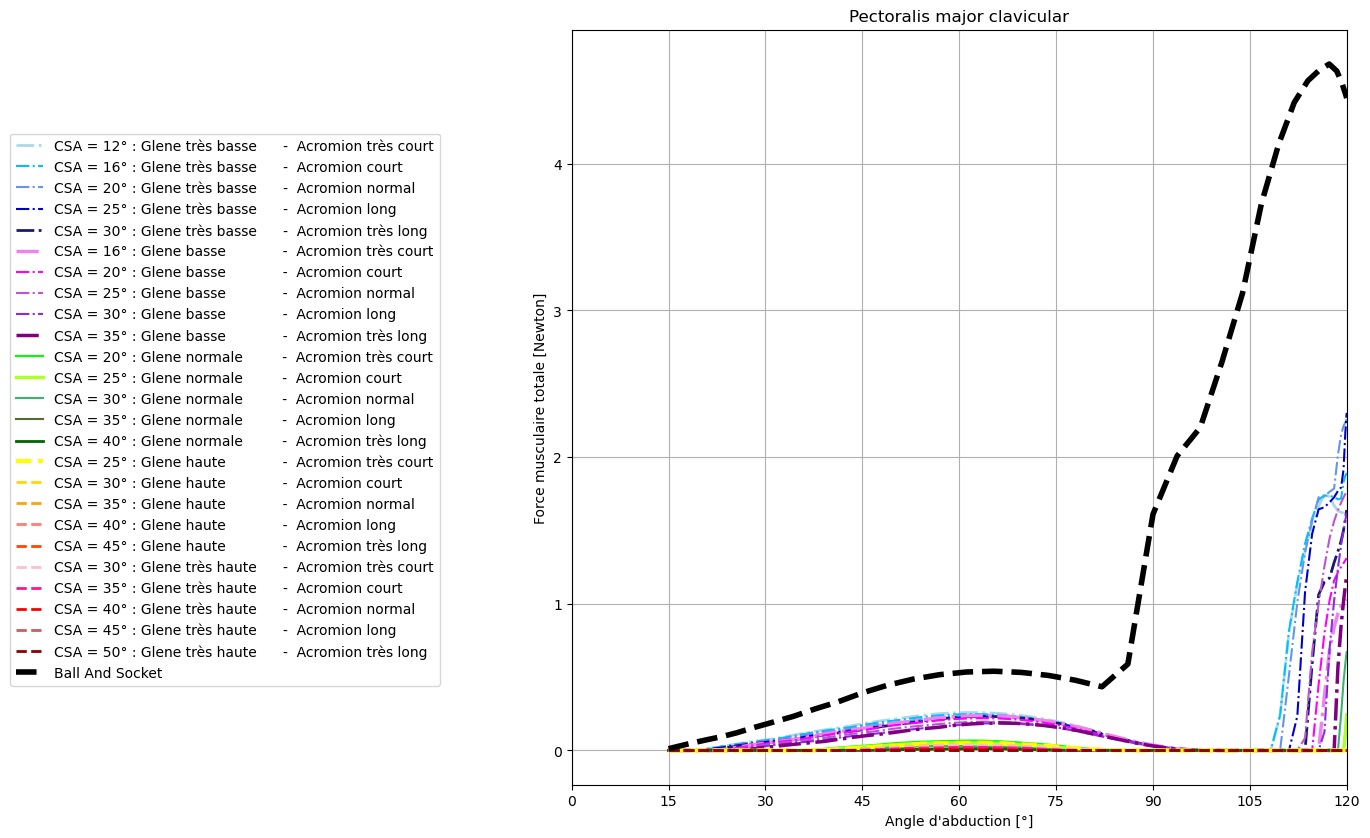 Pectoralis major clavicular
CSA = 12° : Glene très basse - Acromion très court
CSA = 16° : Glene très basse - Acromion court
CSA = 20° : Glene très basse - Acromion normal
CSA = 25° : Glene très basse - Acromion long
CSA = 30° : Glene très basse - Acromion très long
CSA = 16° : Glene basse - Acromion très court
CSA = 20° : Glene basse - Acromion court
CSA = 25° : Glene basse - Acromion normal
CSA = 30° : Glene basse - Acromion long
CSA = 35° : Glene basse - Acromion très long
CSA = 20° : Glene normale - Acromion très court
CSA = 25° : Glene normale - Acromion court
CSA = 30° : Glene normale - Acromion normal
CSA = 35° : Glene normale - Acromion long
CSA = 40° : Glene normale - Acromion très long
CSA = 25° : Glene haute - Acromion très court
CSA = 30° : Glene haute - Acromion court
CSA = 35° : Glene haute - Acromion normal
CSA = 40° : Glene haute - Acromion long
CSA = 45° : Glene haute - Acromion très long
CSA = 30° : Glene très haute - Acromion très court
CSA = 35° : Glene très haute - Acromion court
CSA = 40° : Glene très haute - Acromion normal
CSA = 45° : Glene très haute - Acromion long
CSA = 50° : Glene très haute - Acromion très long
Ball And Socket
Force musculaire totale [Newton]
4
3
2
1
0
0 15 30 45 60 75 90 105 120
Angle d'abduction [°]